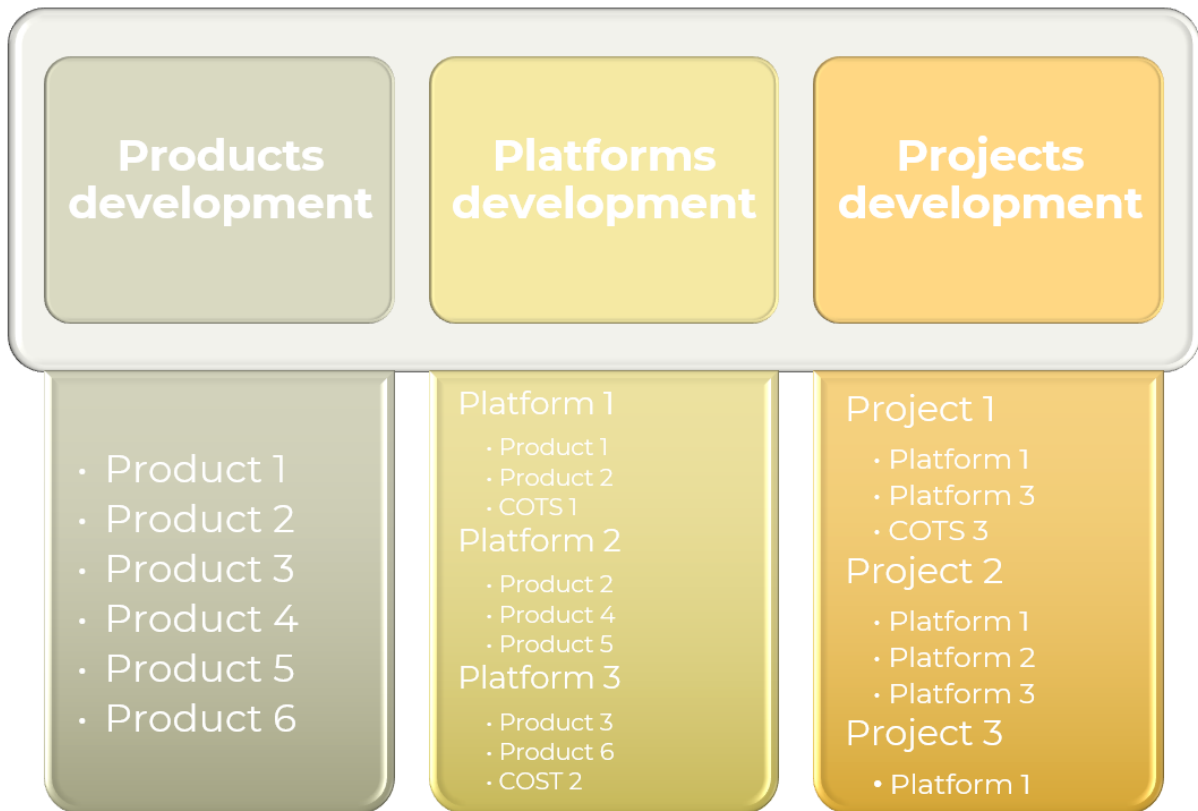 Products
development
Platforms
development
Projects
development
· Product 1
· Product 2
· Product 3
· Product 4
· Product 5
· Product 6
Platform 1
• Product 1
• Product 2
• COTS 1
Platform 2
• Product 2
• Product 4
• Product 5
Platform 3
• Product 3
• Product 6
• COST 2
Project 1
• Platform 1
• Platform 3
• COTS 3
Project 2
• Platform 1
• Platform 2
• Platform 3
Project 3
• Platform 1